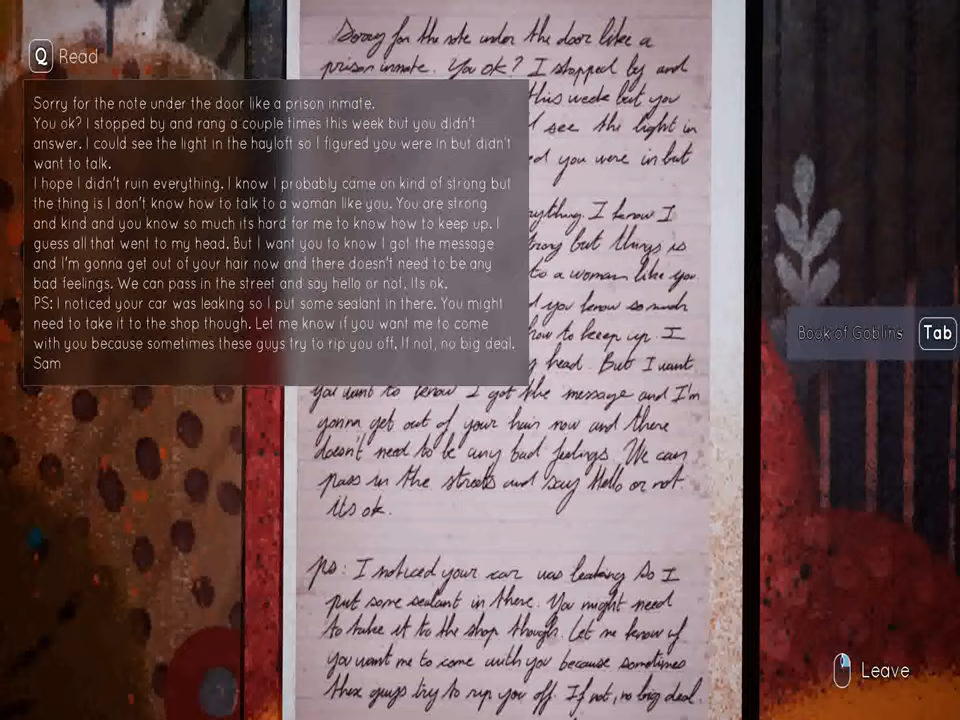 Q Read
Sorry for the note under the door like a prison inmate.
You ok? I stopped by and rang a couple times this week but you didn't
answer. I could see the light in the hayloft so I figured you were in but didn't
want to talk.
I hope I didn't ruin everything. I know I probably came on kind of strong but
the thing is I don't know how to talk to a woman like you. You are strong
and kind and you know so much its hard for me to know how to keep up. I
guess all that went to my head. But I want you to know I got the message
and I'm gonna get out of your hair now and there doesn't need to be any
bad feelings. We can pass in the street and say hello or not. Its ok.
PS: I noticed your car was leaking so I put some sealant in there. You might
need to take it to the shop though. Let me know if you want me to come
with you because sometimes these guys try to rip you off. If not, no big deal.
Sam
Sorry for the note under the door like a
prison inmate. You ok? I stopped by and
this week but you
I see the light in
ed you were in but
rything. I know I
rong but things is
to a woman like you
d you know so much
how to keep up. I
y head. But I want
you want to know I got the message and I'm
gonna get out of your hair now and there
doesn't need to be any bad feelings. We can
pass in the streets and say Hello or not.
Its ok.
ps: I noticed your car was leaking so I
put some sealant in there. You might need
to take it to the shop though. Let me know if
you want me to come with you because sometimes
these guys try to rip you off. If not, no big deal.
Book of Goblins Tab
Leave